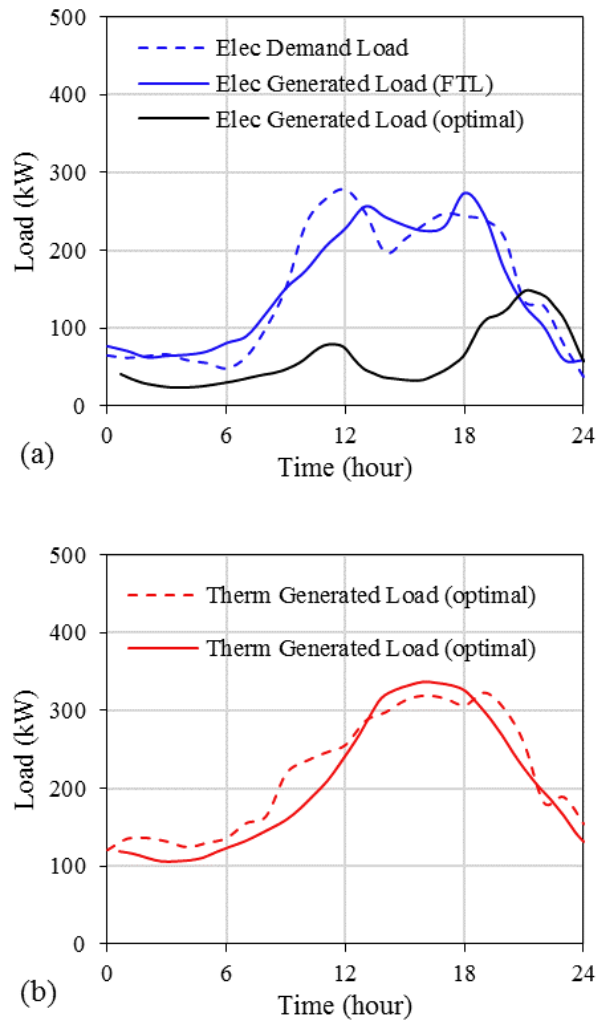 500
Elec Demand Load
400
Elec Generated Load (FTL)
Elec Generated Load (optimal)
300
Load (kW)
200
100
0
0 6 12 18 24
(a)
Time (hour)
500
Therm Generated Load (optimal)
400
Therm Generated Load (optimal)
300
Load (kW)
200
100
0
0 6 12 18 24
(b)
Time (hour)